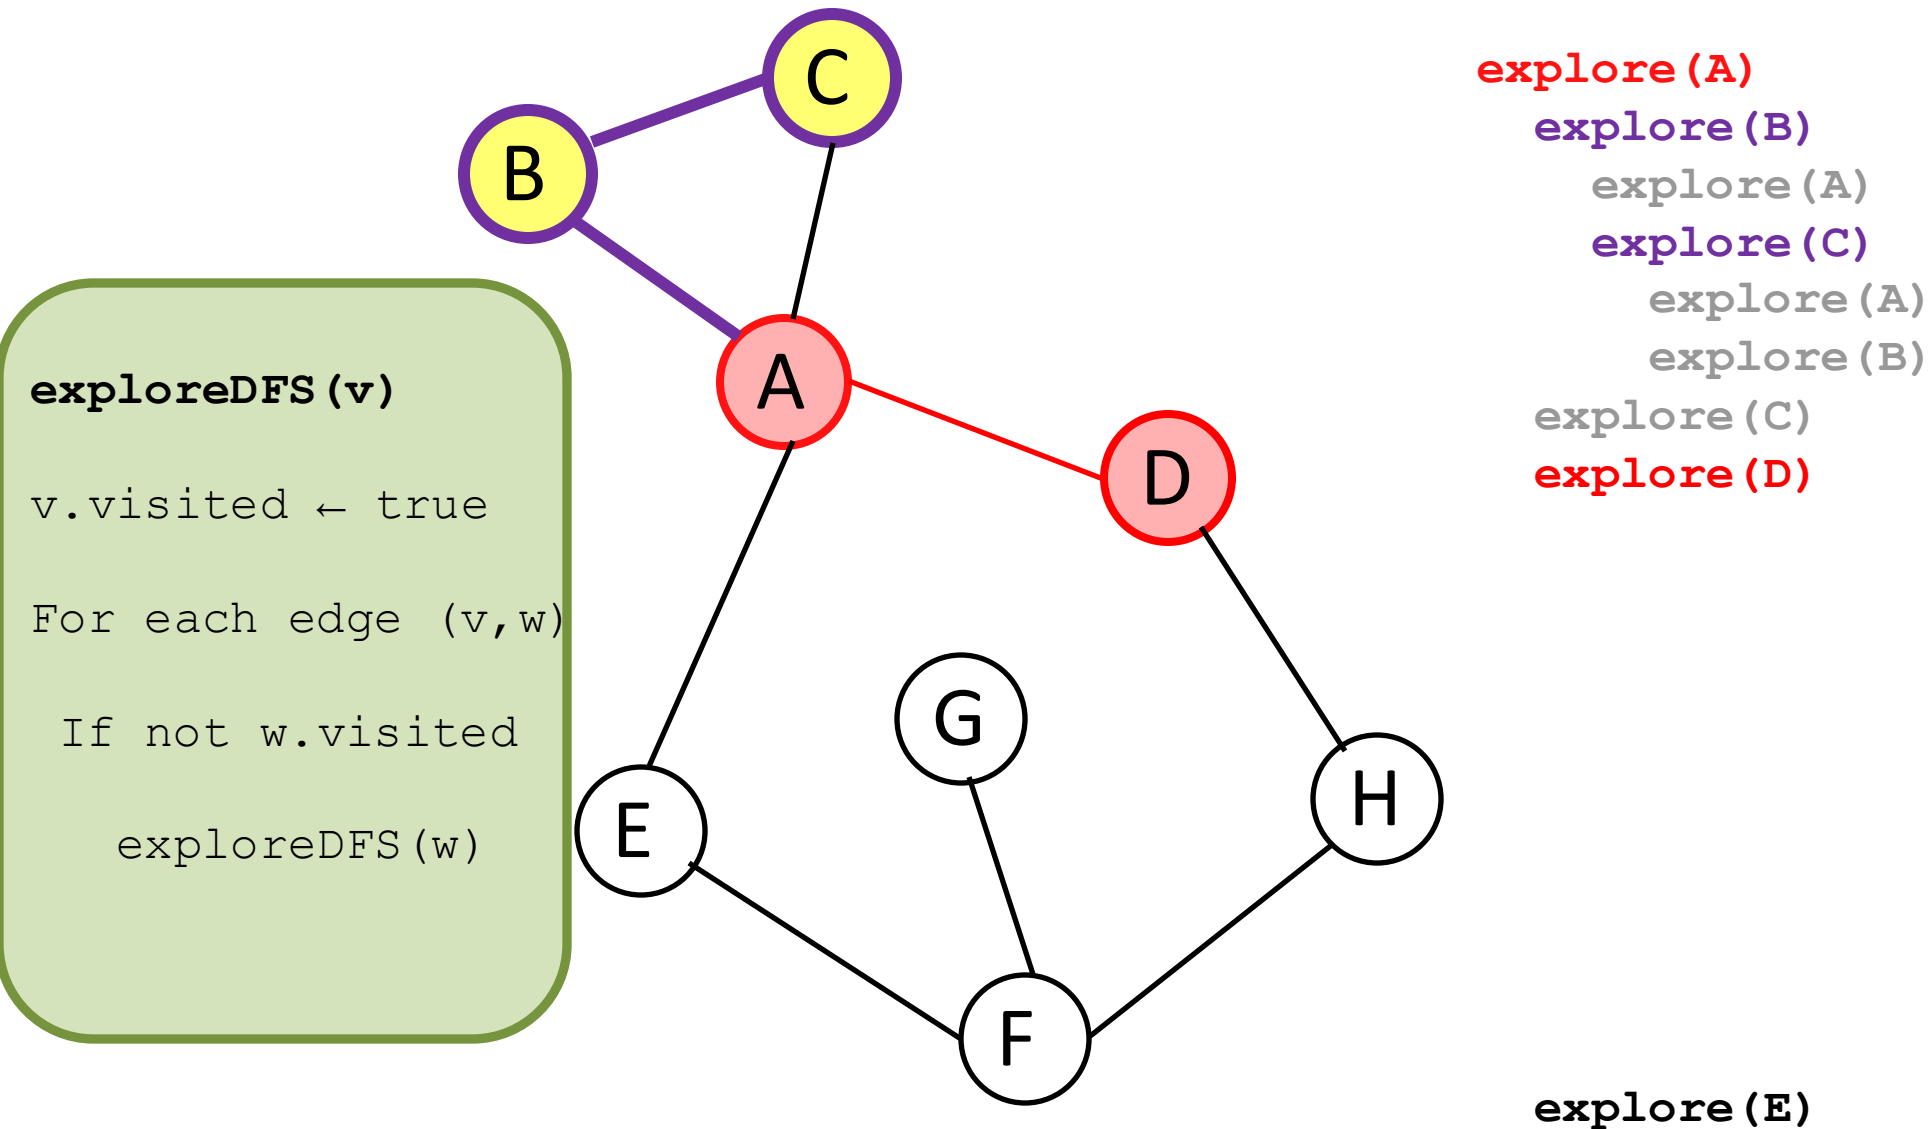 C
B
A
D
G
H
E
F
exploreDFS(v)
v.visited ← true
For each edge (v,w)
If not w.visited
exploreDFS(w)
explore(A)
explore(B)
explore(A)
explore(C)
explore(A)
explore(B)
explore(C)
explore(D)
explore(E)